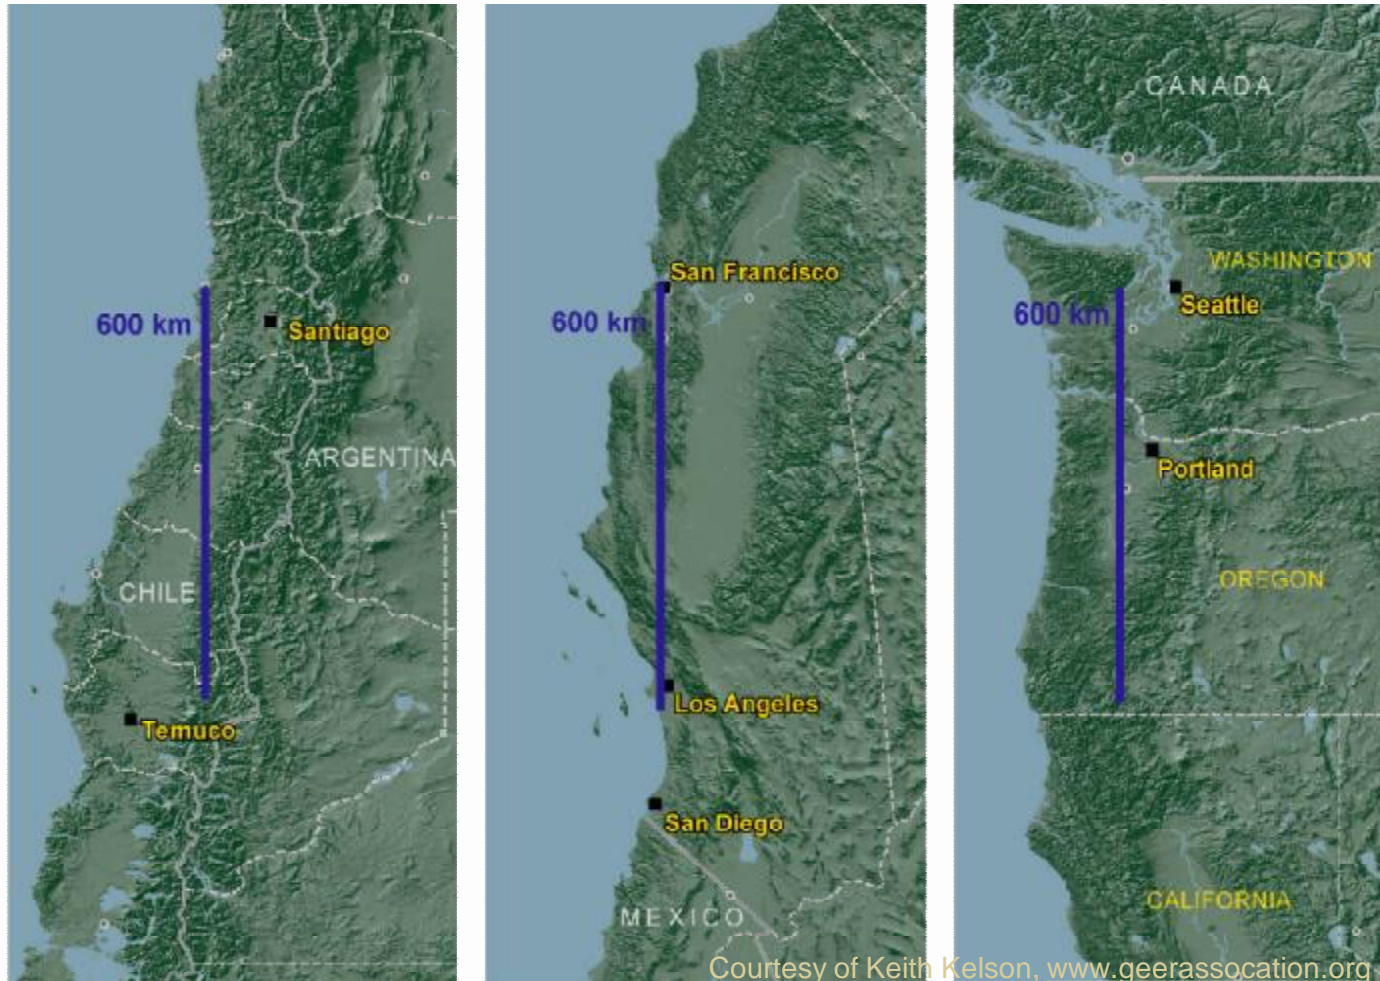 600 km
Santiago
ARGENTINA
CHILE
Temuco
San Francisco
600 km
Los Angeles
San Diego
MEXICO
CANADA
WASHINGTON
600 km
Seattle
Portland
OREGON
CALIFORNIA
Courtesy of Keith Kelson, www.geerassocation.org